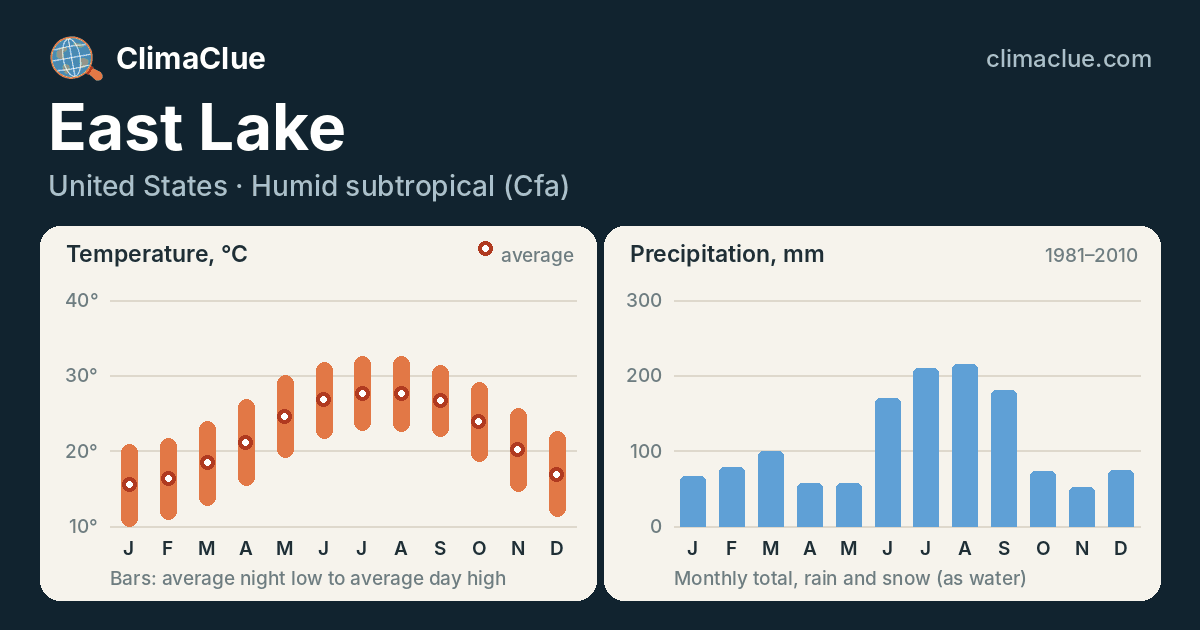 ClimaClue
climaclue.com
East Lake
United States · Humid subtropical (Cfa)
Temperature, °C
average
40°
30°
20°
10°
J F M A M J J A S O N D
Bars: average night low to average day high
Precipitation, mm
1981–2010
300
200
100
0
J F M A M J J A S O N D
Monthly total, rain and snow (as water)